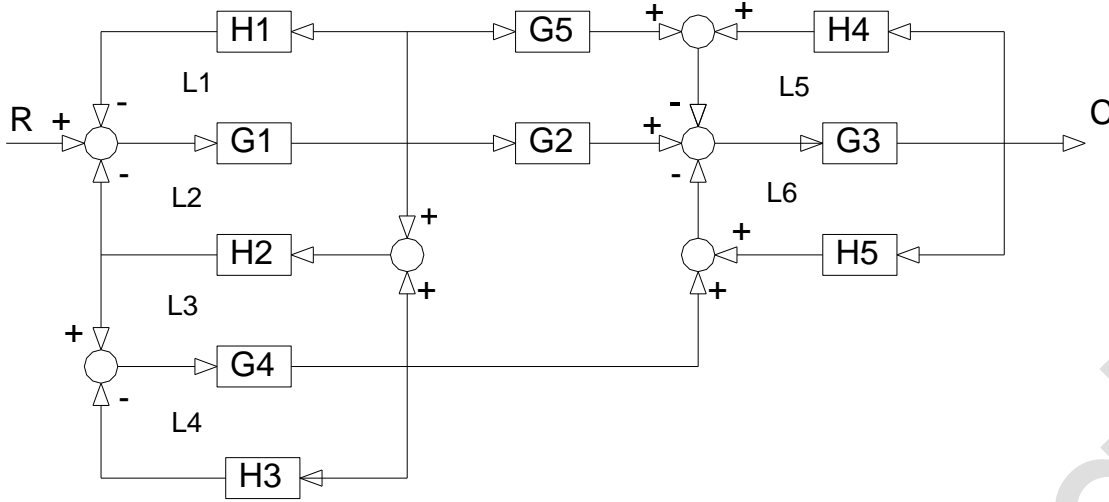 H1 G5 + + H4
L1 - L5
R + - + C
G1 G2 G3
- L2 - L6
+ +
H2 H5
+ +
L3
+
G4
- L4
H3